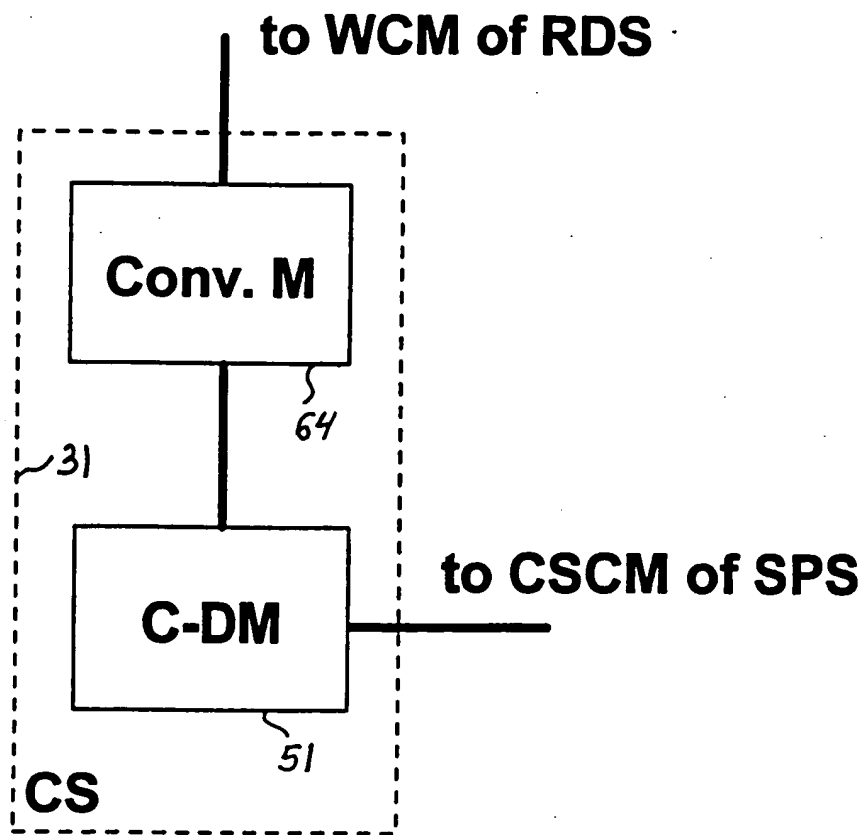 to WCM of RDS
Conv. M
64
31
to CSCM of SPS
C-DM
51
CS